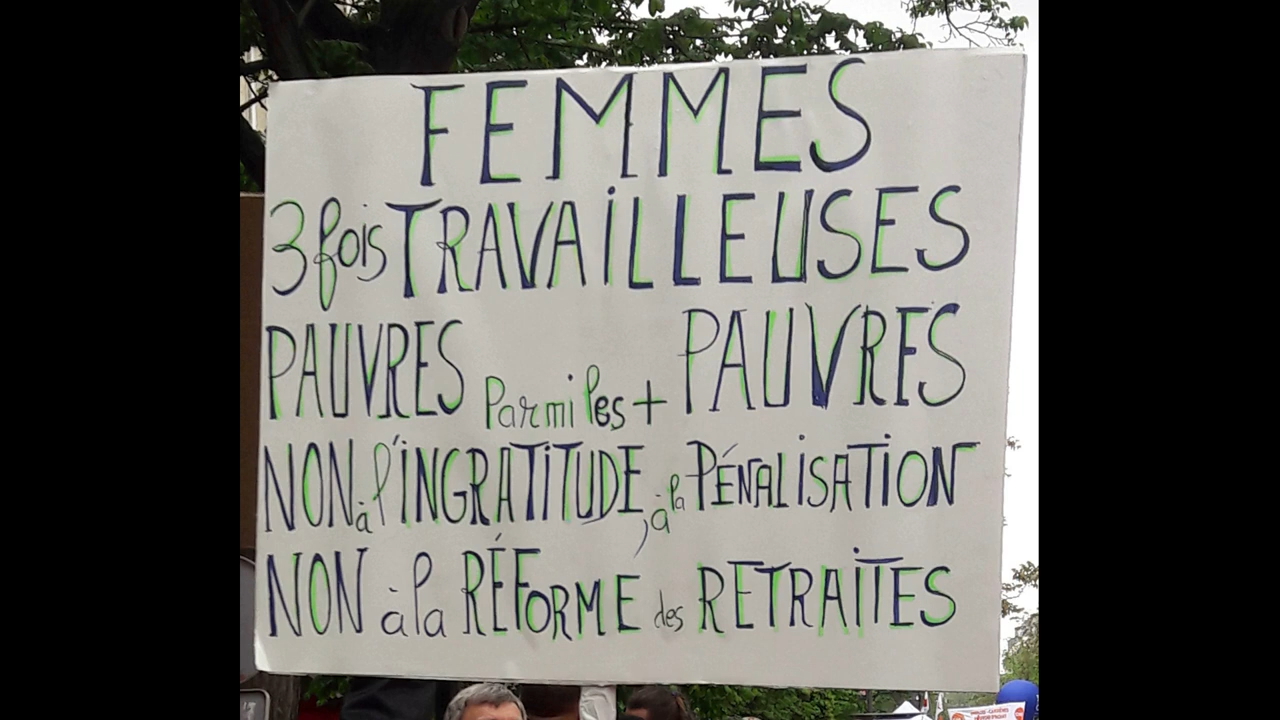 FEMMES
3 fois TRAVAILLEUSES
PAUVRES Parmi les + PAUVRES
NON à l'INGRATITUDE, à la PÉNALISATION
NON à la RÉFORME des RETRAITES